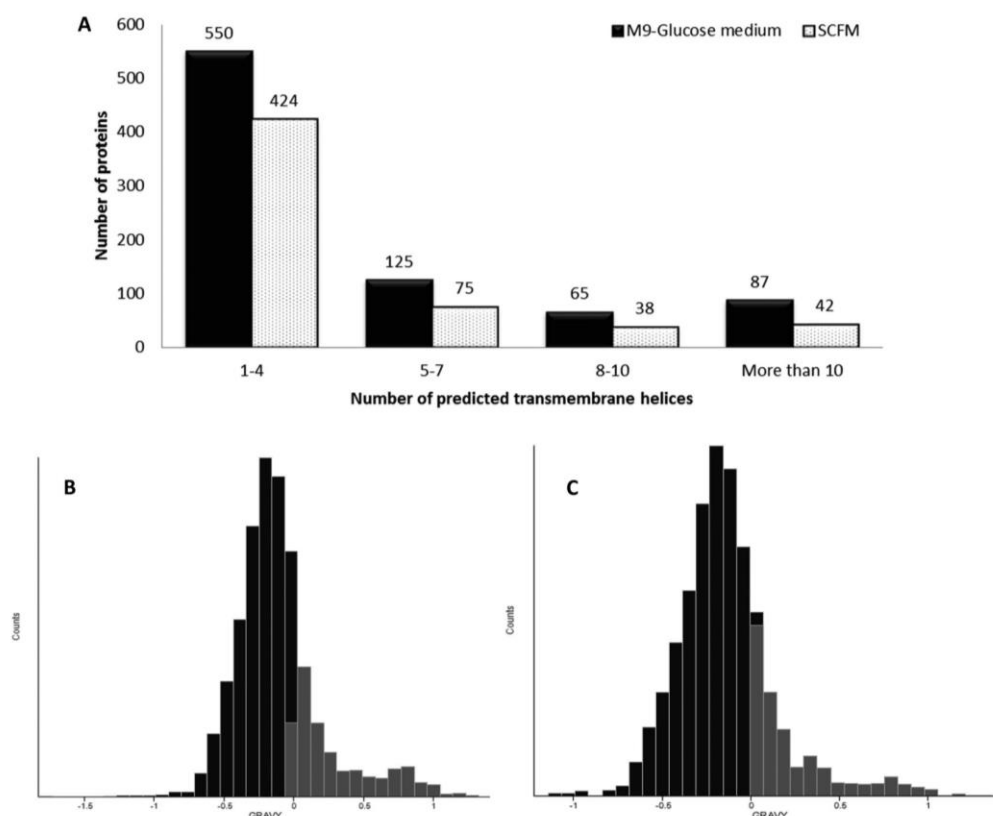 A
M9-Glucose medium SCFM
600
500
400
300
200
100
0
Number of proteins
550
424
125
75
65
38
87
42
1-4 5-7 8-10 More than 10
Number of predicted transmembrane helices
B
Counts
-1.5 -1 -0.5 0 0.5 1
GRAVY
C
Counts
-1 -0.5 0 0.5 1
GRAVY